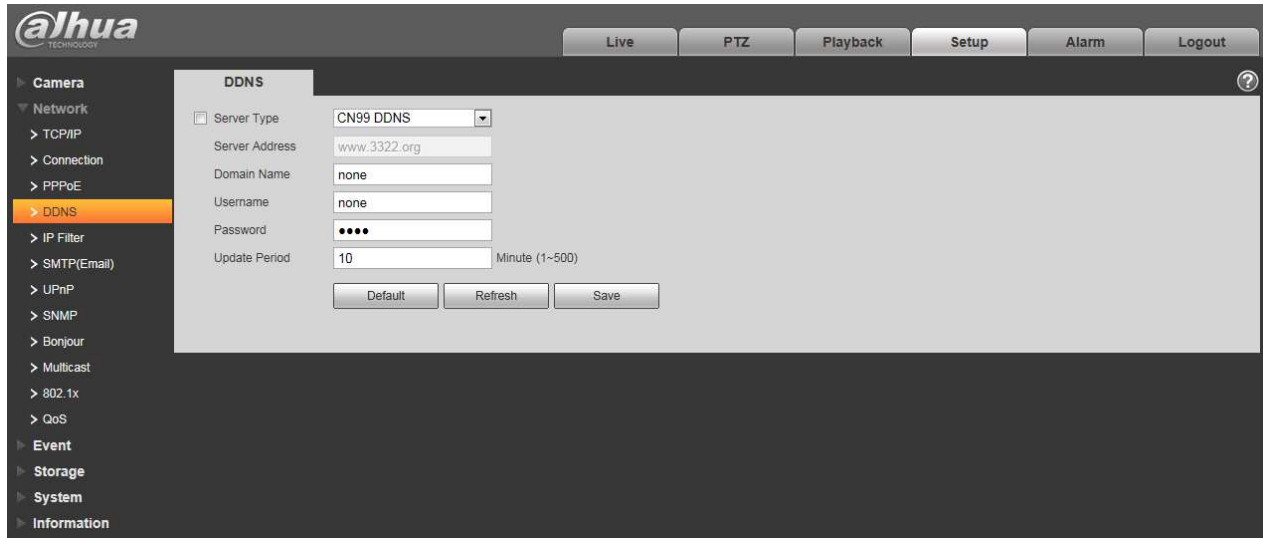 alhua
TECHNOLOGY
Live PTZ Playback Setup Alarm Logout
Camera
Network
> TCP/IP
> Connection
> PPPoE
> DDNS
> IP Filter
> SMTP(Email)
> UPnP
> SNMP
> Bonjour
> Multicast
> 802.1x
> QoS
Event
Storage
System
Information
DDNS
?
Server Type CN99 DDNS
Server Address www.3322.org
Domain Name none
Username none
Password ●●●●
Update Period 10 Minute (1~500)
Default Refresh Save